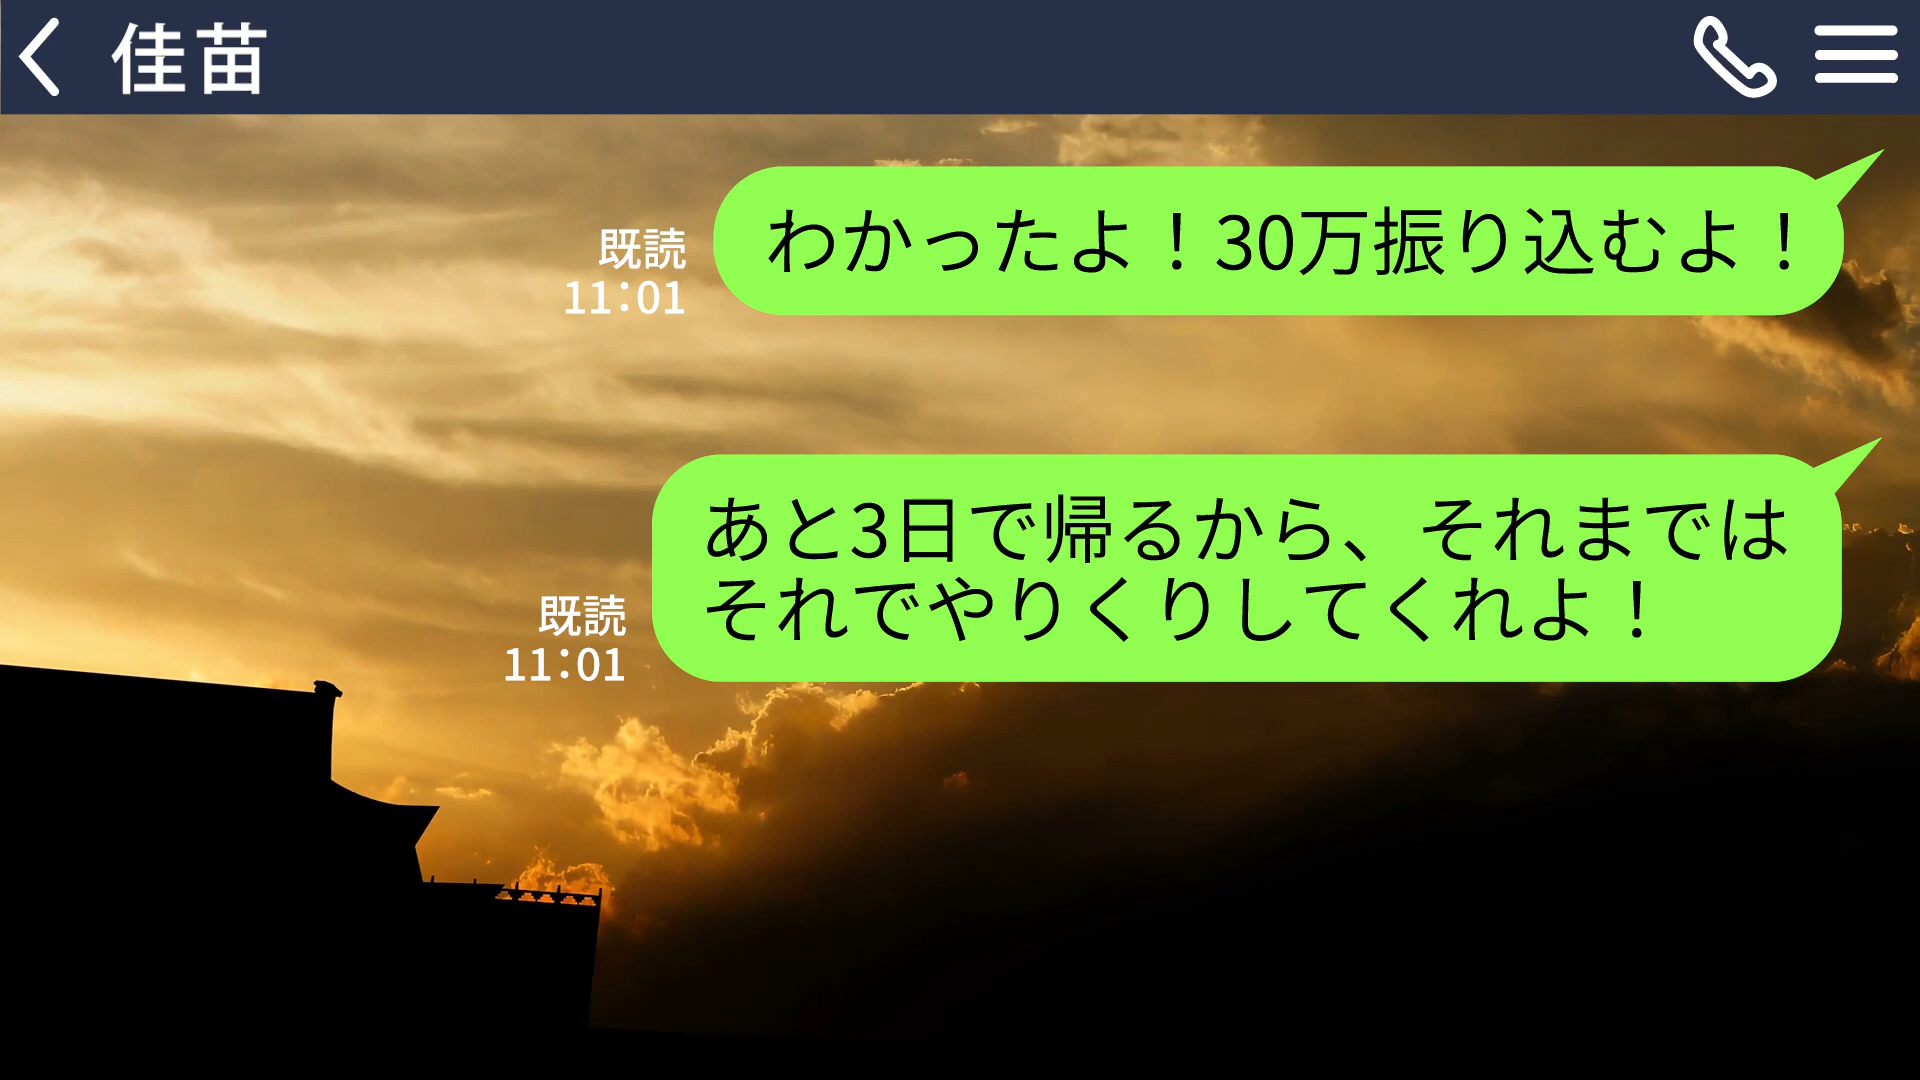 佳苗
わかったよ！30万振り込むよ！
既読
11:01
あと3日で帰るから、それまでは
それでやりくりしてくれよ！
既読
11:01